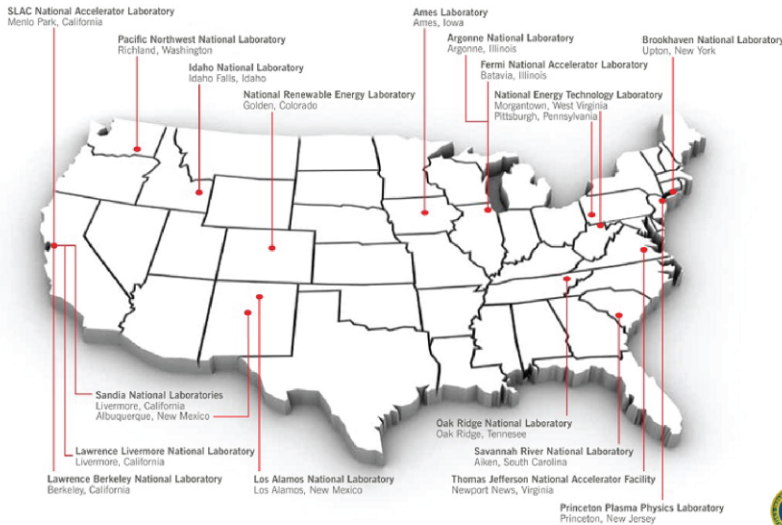 SLAC National Accelerator Laboratory
Menlo Park, California
Pacific Northwest National Laboratory
Richland, Washington
Idaho National Laboratory
Idaho Falls, Idaho
National Renewable Energy Laboratory
Golden, Colorado
Ames Laboratory
Ames, Iowa
Argonne National Laboratory
Argonne, Illinois
Fermi National Accelerator Laboratory
Batavia, Illinois
Brookhaven National Laboratory
Upton, New York
National Energy Technology Laboratory
Morgantown, West Virginia
Pittsburgh, Pennsylvania
Sandia National Laboratories
Livermore, California
Albuquerque, New Mexico
Lawrence Livermore National Laboratory
Livermore, California
Lawrence Berkeley National Laboratory
Berkeley, California
Los Alamos National Laboratory
Los Alamos, New Mexico
Oak Ridge National Laboratory
Oak Ridge, Tennesee
Savannah River National Laboratory
Aiken, South Carolina
Thomas Jefferson National Accelerator Facility
Newport News, Virginia
Princeton Plasma Physics Laboratory
Princeton, New Jersey